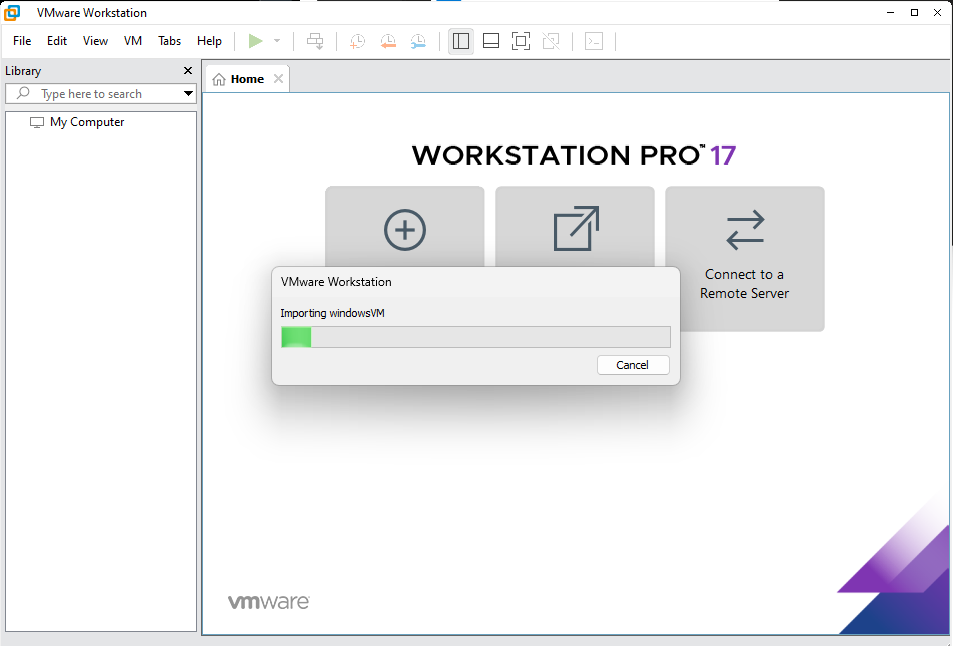 VMware Workstation
File Edit View VM Tabs Help
Library
Type here to search
My Computer
Home
WORKSTATION PRO™ 17
Connect to a
Remote Server
VMware Workstation
Importing windowsVM
Cancel
vmware